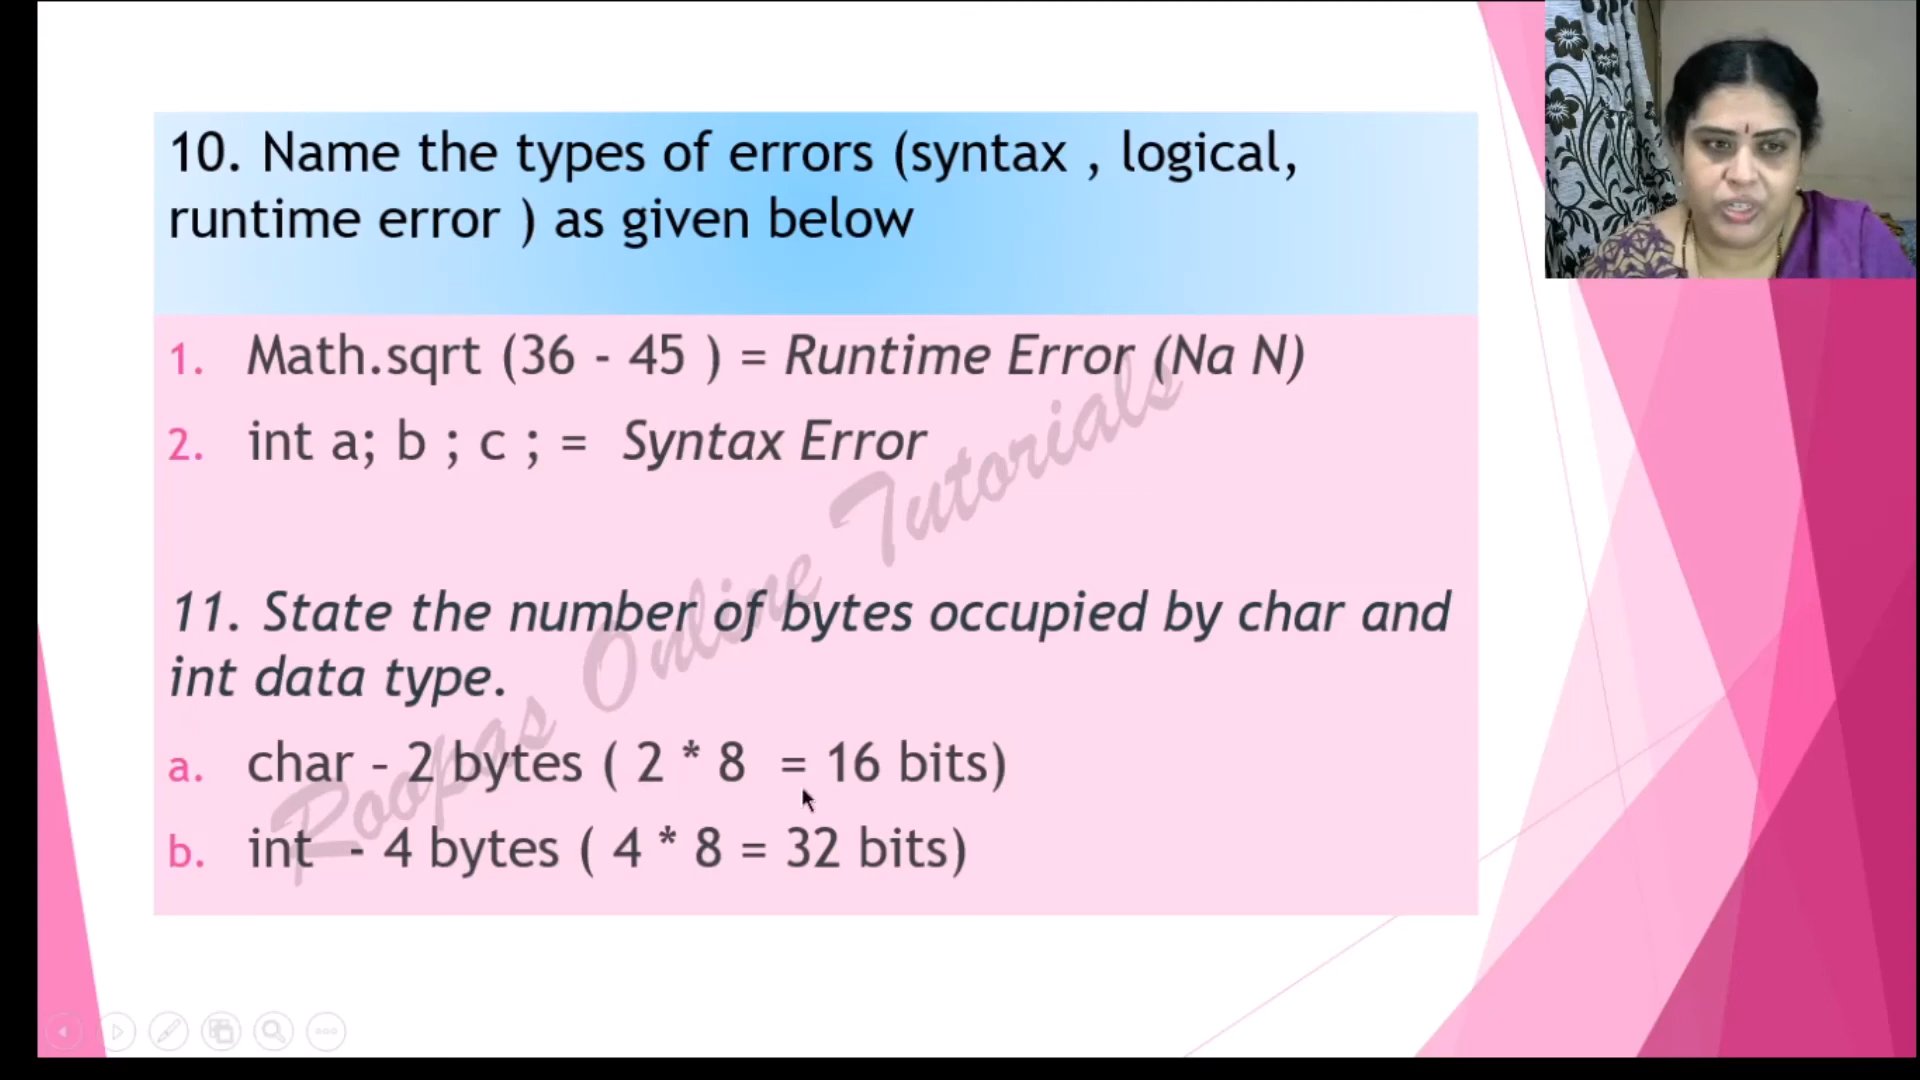 10. Name the types of errors (syntax , logical,
runtime error ) as given below
1. Math.sqrt (36 - 45 ) = Runtime Error (Na N)
2. int a; b ; c ; = Syntax Error
11. State the number of bytes occupied by char and
int data type.
a. char - 2 bytes ( 2 * 8 = 16 bits)
b. int - 4 bytes ( 4 * 8 = 32 bits)
Roopas Online Tutorials